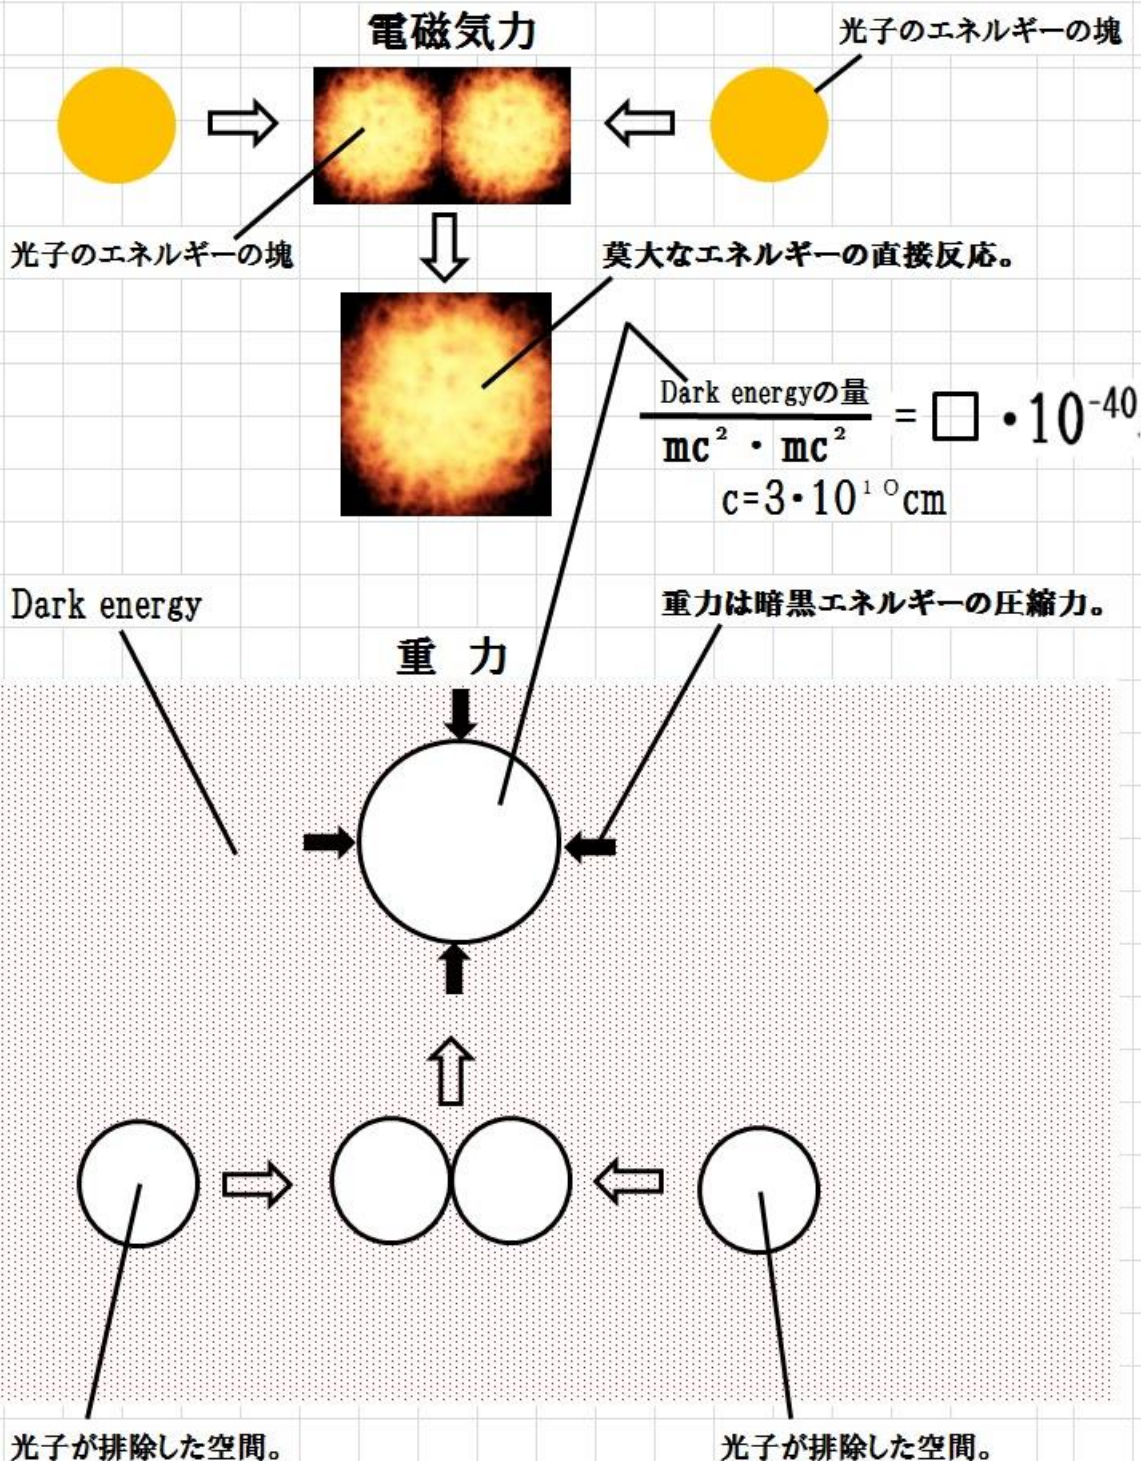 電磁気力
光子のエネルギーの塊
光子のエネルギーの塊
莫大なエネルギーの直接反応。
Dark energyの量
mc²・mc²
= □ ・10⁻⁴⁰
c=3・10¹⁰cm
Dark energy
重力は暗黒エネルギーの圧縮力。
重 力
光子が排除した空間。
光子が排除した空間。